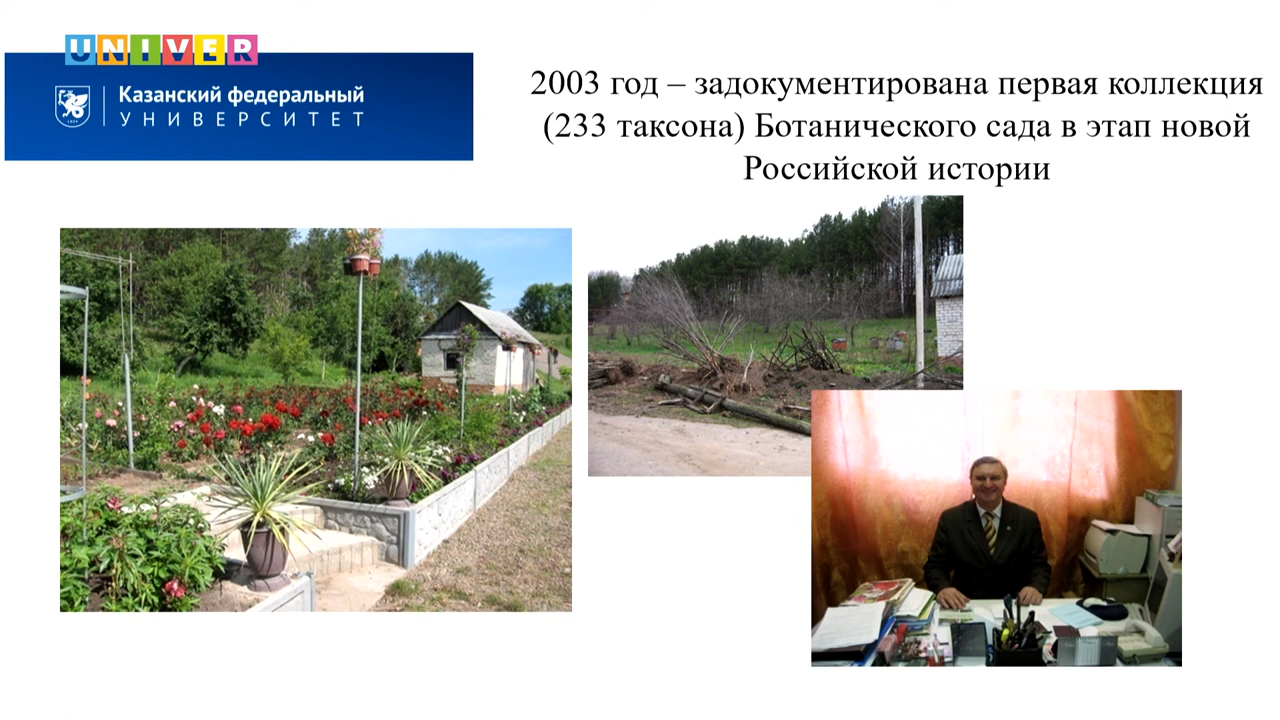 UNIVER
Казанский федеральный
УНИВЕРСИТЕТ
2003 год – задокументирована первая коллекция
(233 таксона) Ботанического сада в этап новой
Российской истории